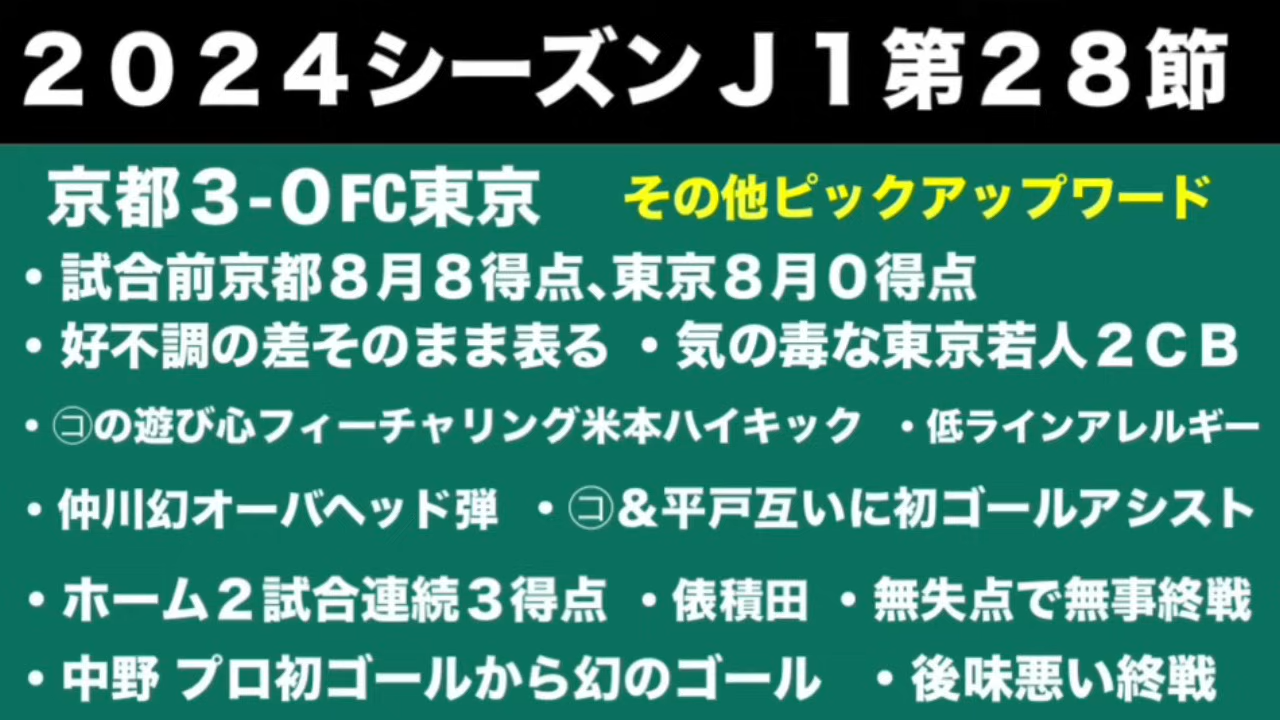 ２０２４シーズンＪ１第２８節
京都３-０FC東京　その他ピックアップワード
・試合前京都８月８得点、東京８月０得点
・好不調の差そのまま表る　・気の毒な東京若人２ＣＢ
・㋙の遊び心フィーチャリング米本ハイキック　・低ラインアレルギー
・仲川幻オーバヘッド弾　・㋙＆平戸互いに初ゴールアシスト
・ホーム２試合連続３得点　・俵積田　・無失点で無事終戦
・中野 プロ初ゴールから幻のゴール　・後味悪い終戦